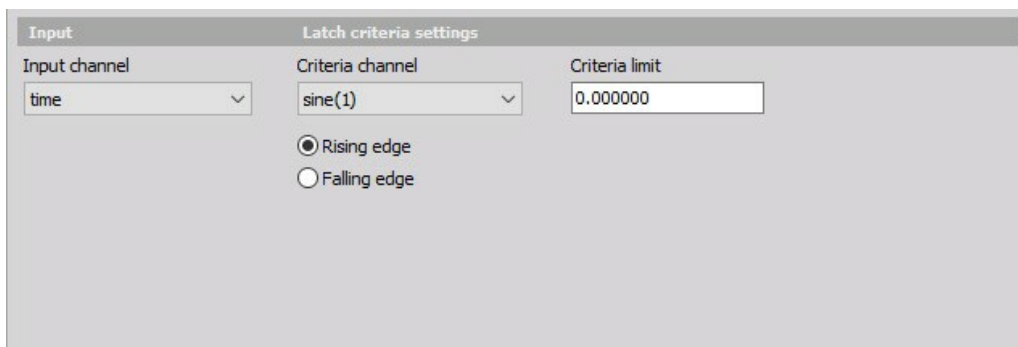 Input Latch criteria settings
Input channel Criteria channel Criteria limit
time sine(1) 0.000000
Rising edge
Falling edge